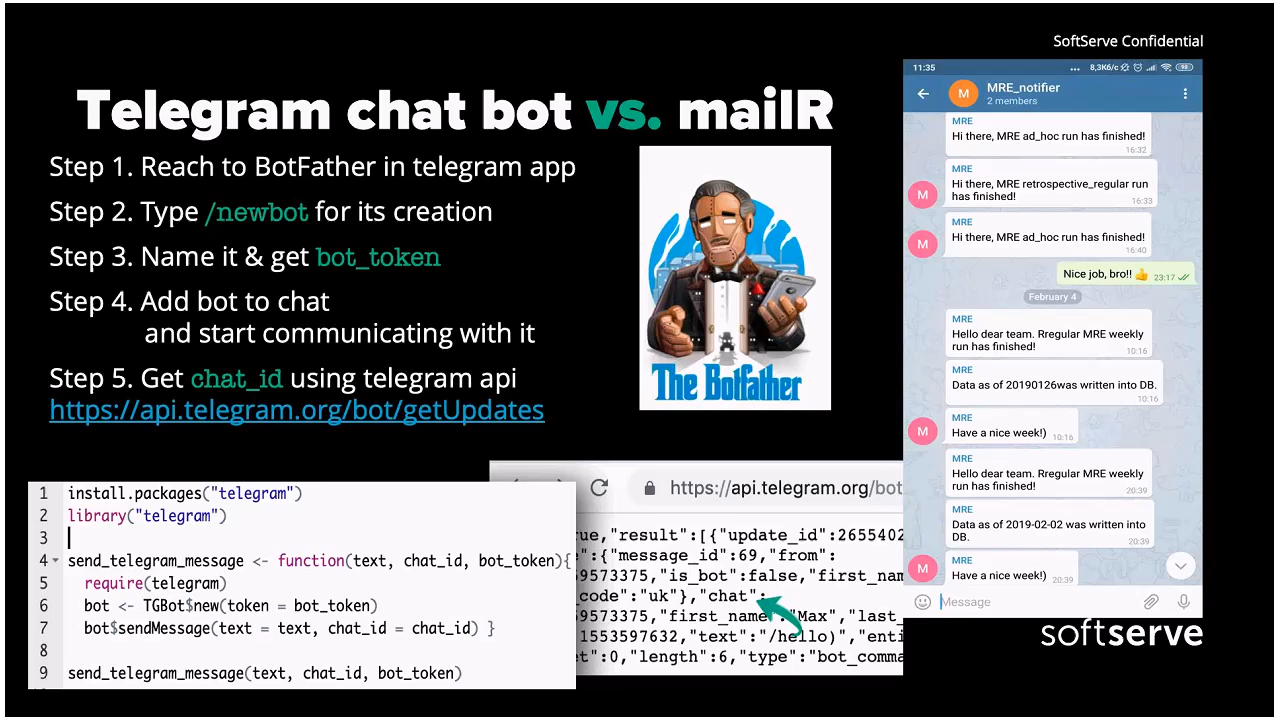 SoftServe Confidential
Telegram chat bot vs. mailR
Step 1. Reach to BotFather in telegram app
Step 2. Type /newbot for its creation
Step 3. Name it & get bot_token
Step 4. Add bot to chat
and start communicating with it
Step 5. Get chat_id using telegram api
https://api.telegram.org/bot/getUpdates
The Botfather
1 install.packages("telegram")
2 library("telegram")
3
4 send_telegram_message <- function(text, chat_id, bot_token){
5 require(telegram)
6 bot <- TGBot$new(token = bot_token)
7 bot$sendMessage(text = text, chat_id = chat_id) }
8
9 send_telegram_message(text, chat_id, bot_token)
https://api.telegram.org/bot
ue,"result":[{"update_id":2655402
e":{"message_id":69,"from":
59573375,"is_bot":false,"first_nam
_code":"uk"},"chat":
59573375,"first_name":"Max","last_
:1553597632,"text":"/hello)","enti
et":0,"length":6,"type":"bot_comma
11:35
8,3K6/c
98
M
MRE_notifier
2 members
MRE
Hi there, MRE ad_hoc run has finished!
16:32
MRE
Hi there, MRE retrospective_regular run
has finished!
16:33
M
MRE
Hi there, MRE ad_hoc run has finished!
16:40
M
Nice job, bro!! 👍 23:17
February 4
MRE
Hello dear team. Rregular MRE weekly
run has finished!
10:16
MRE
Data as of 20190126was written into DB.
10:16
MRE
Have a nice week!) 10:16
M
MRE
Hello dear team. Rregular MRE weekly
run has finished!
20:39
MRE
Data as of 2019-02-02 was written into
DB.
20:39
MRE
Have a nice week!) 20:39
M
Message
softserve